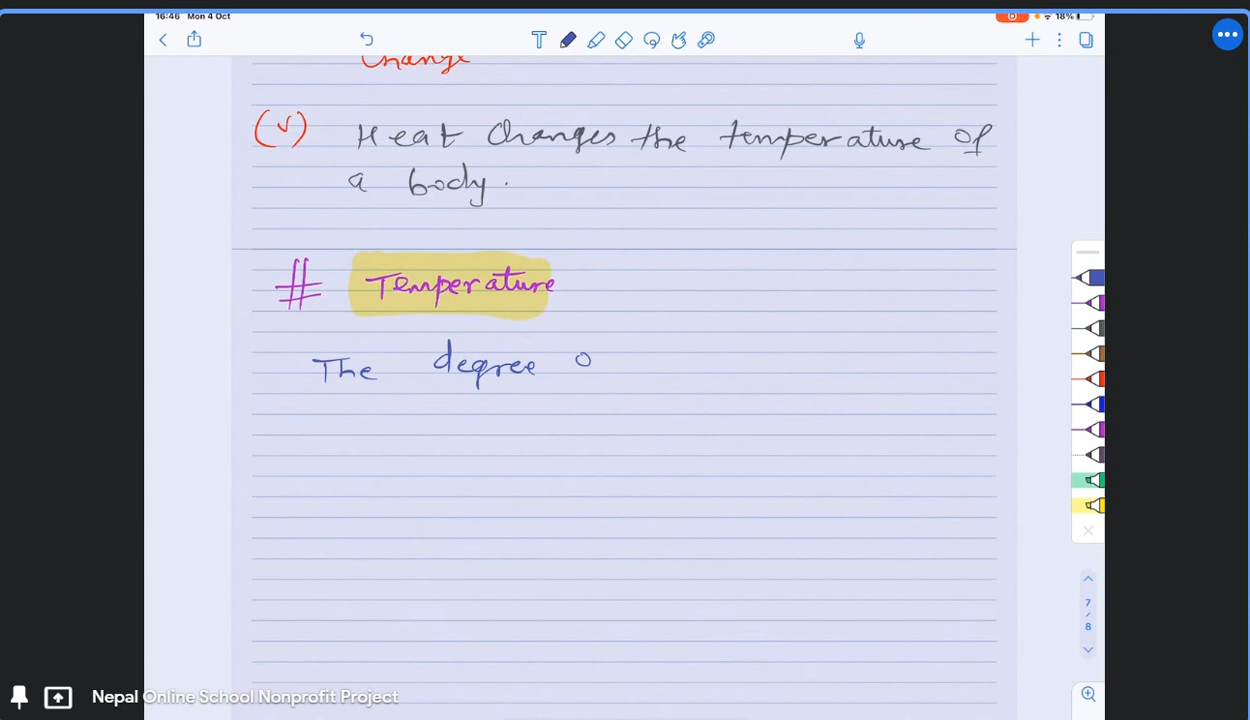 16:46 Mon 4 Oct
18%
T
change
(v) Heat changes the temperature of
a body.
# Temperature
The degree o
7
/
8
Nepal Online School Nonprofit Project